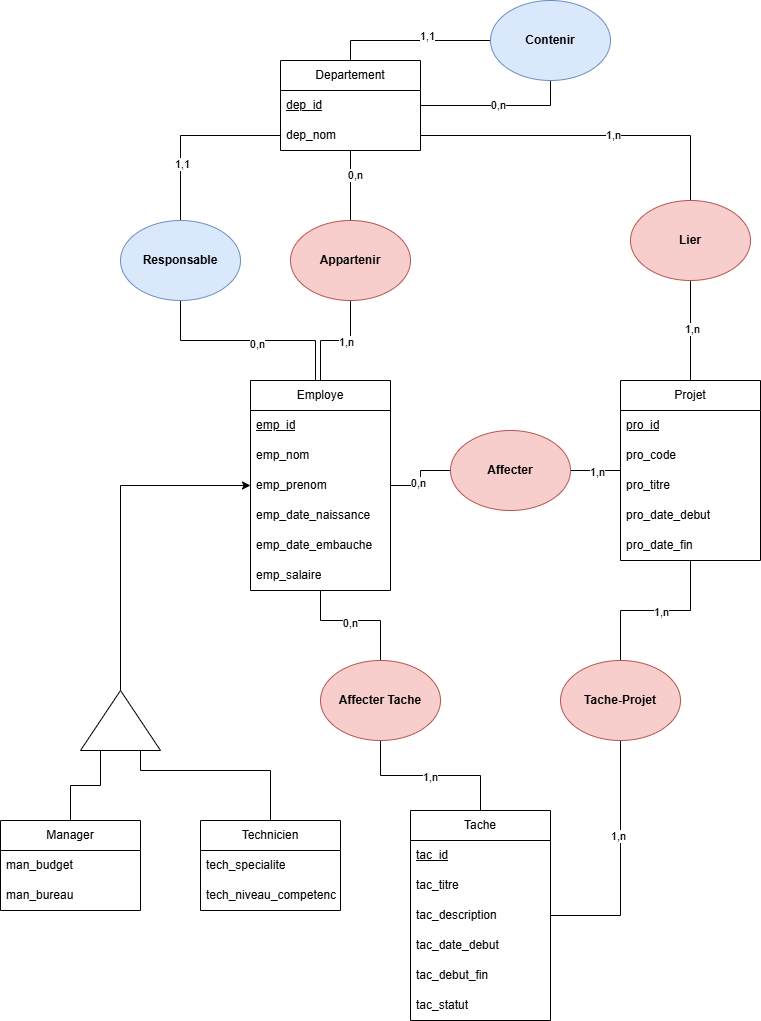 Contenir
1,1
Departement
dep_id
0,n
dep_nom
1,n
1,1
0,n
Responsable
Appartenir
Lier
1,n
0,n
1,n
Employe
Projet
emp_id
pro_id
emp_nom
pro_code
Affecter
1,n
0,n
emp_prenom
pro_titre
emp_date_naissance
pro_date_debut
emp_date_embauche
pro_date_fin
emp_salaire
1,n
0,n
Affecter Tache
Tache-Projet
1,n
Manager
Technicien
Tache
1,n
man_budget
tech_specialite
tac_id
tac_titre
man_bureau
tech_niveau_competenc
tac_description
tac_date_debut
tac_debut_fin
tac_statut